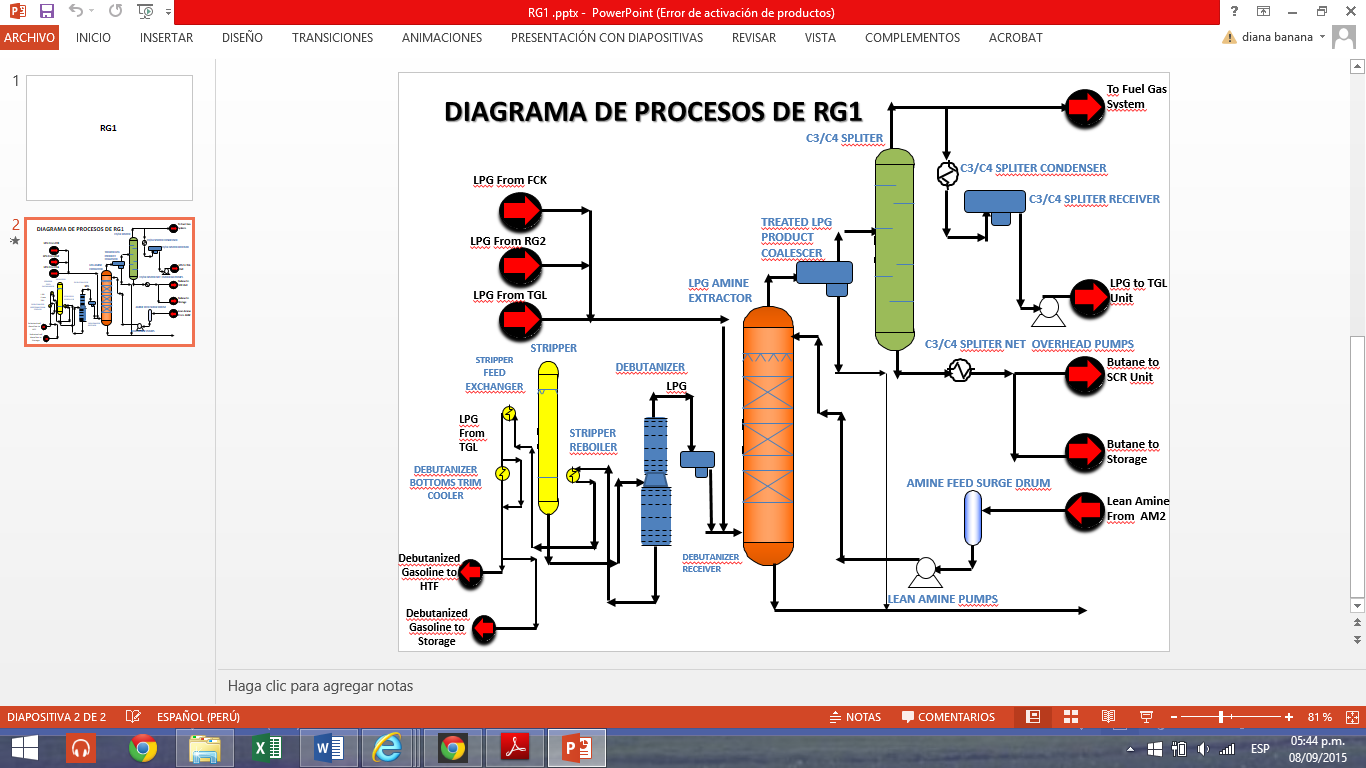 RG1 .pptx - PowerPoint (Error de activación de productos)
ARCHIVO INICIO INSERTAR DISEÑO TRANSICIONES ANIMACIONES PRESENTACIÓN CON DIAPOSITIVAS REVISAR VISTA COMPLEMENTOS ACROBAT
diana banana
1
RG1
2
DIAGRAMA DE PROCESOS DE RG1
DIAGRAMA DE PROCESOS DE RG1
To Fuel Gas
System
C3/C4 SPLITER
C3/C4 SPLITER CONDENSER
C3/C4 SPLITER RECEIVER
LPG From FCK
LPG From RG2
LPG From TGL
TREATED LPG
PRODUCT
COALESCER
LPG AMINE
EXTRACTOR
LPG to TGL
Unit
C3/C4 SPLITER NET OVERHEAD PUMPS
Butane to
SCR Unit
STRIPPER
STRIPPER
FEED
EXCHANGER
DEBUTANIZER
LPG
LPG
From
TGL
STRIPPER
REBOILER
DEBUTANIZER
BOTTOMS TRIM
COOLER
Butane to
Storage
AMINE FEED SURGE DRUM
Lean Amine
From AM2
Debutanized
Gasoline to
HTF
DEBUTANIZER
RECEIVER
LEAN AMINE PUMPS
Debutanized
Gasoline to
Storage
Haga clic para agregar notas
DIAPOSITIVA 2 DE 2 ESPAÑOL (PERÚ) NOTAS COMENTARIOS 81 %
ESP
05:44 p.m.
08/09/2015